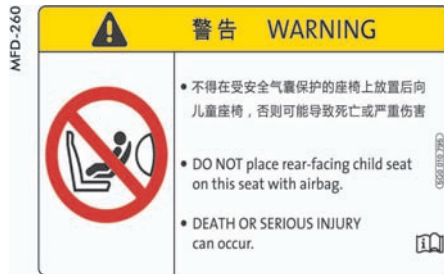 MFD-260
警告 WARNING
• 不得在受安全气囊保护的座椅上放置后向
儿童座椅，否则可能导致死亡或严重伤害
• DO NOT place rear-facing child seat
on this seat with airbag.
• DEATH OR SERIOUS INJURY
can occur.